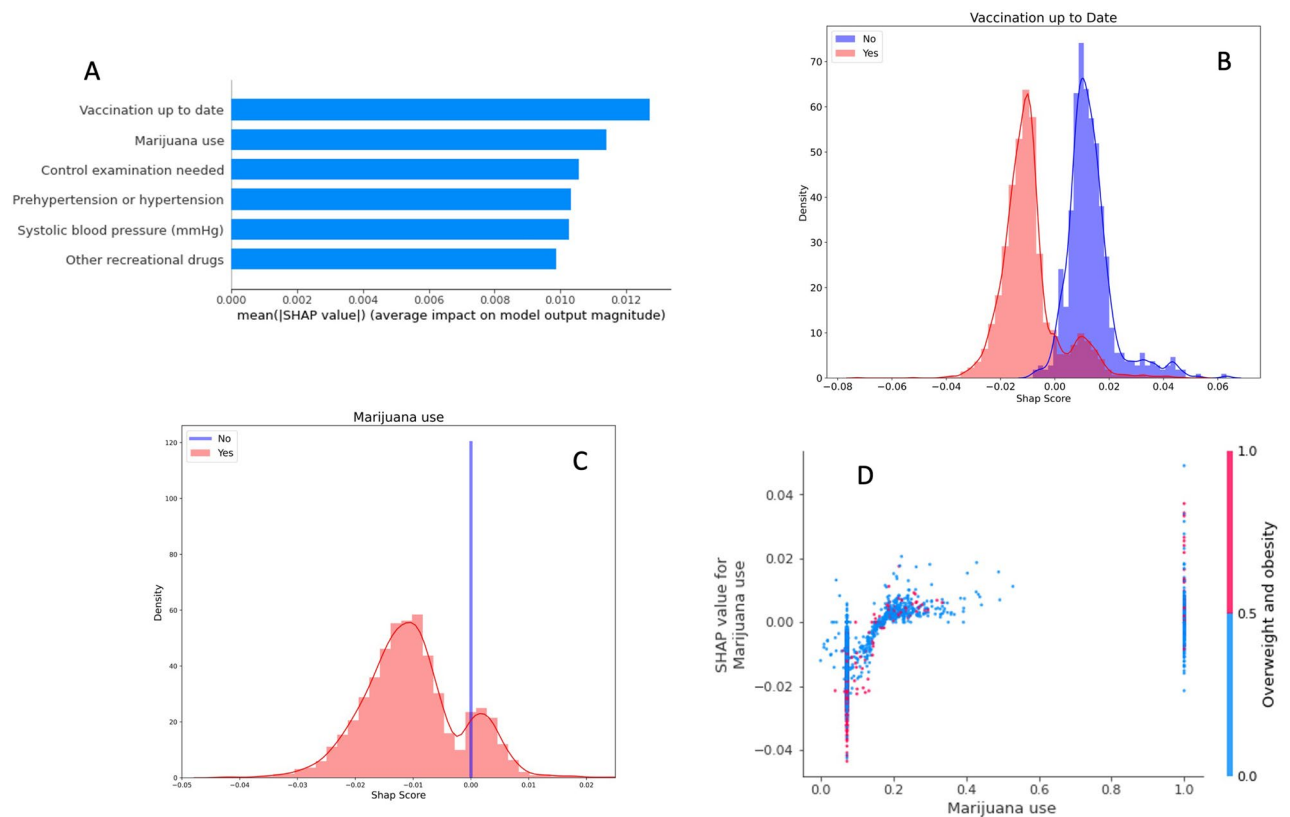 A
Vaccination up to date
Marijuana use
Control examination needed
Prehypertension or hypertension
Systolic blood pressure (mmHg)
Other recreational drugs
0.000 0.002 0.004 0.006 0.008 0.010 0.012
mean(|SHAP value|) (average impact on model output magnitude)
Vaccination up to Date
No
Yes
B
Density
70
60
50
40
30
20
10
0
−0.08 −0.06 −0.04 −0.02 0.00 0.02 0.04 0.06
Shap Score
Marijuana use
No
Yes
C
Density
120
100
80
60
40
20
0
−0.05 −0.04 −0.03 −0.02 −0.01 0.00 0.01 0.02
Shap Score
D
SHAP value for
Marijuana use
0.04
0.02
0.00
−0.02
−0.04
0.0 0.2 0.4 0.6 0.8 1.0
Marijuana use
1.0
0.5
0.0
Overweight and obesity